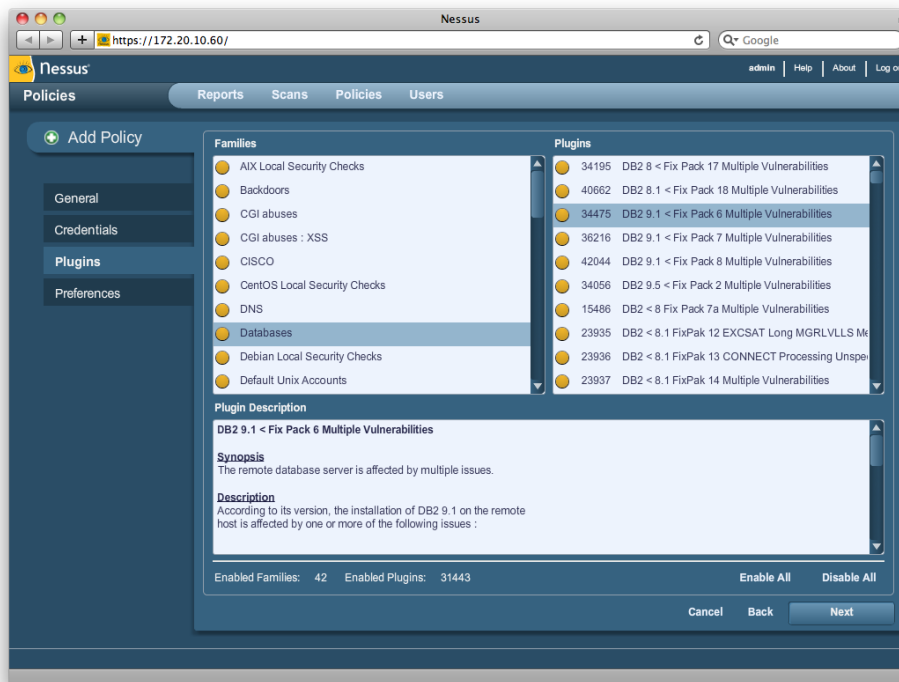 Nessus
https://172.20.10.60/
Google
Nessus
admin Help About
Policies
Reports Scans Policies Users
Add Policy
General
Credentials
Plugins
Preferences
Families
AIX Local Security Checks
Backdoors
CGI abuses
CGI abuses : XSS
CISCO
CentOS Local Security Checks
DNS
Databases
Debian Local Security Checks
Default Unix Accounts
Plugins
34195 DB2 8 < Fix Pack 17 Multiple Vulnerabilities
40662 DB2 8.1 < Fix Pack 18 Multiple Vulnerabilities
34475 DB2 9.1 < Fix Pack 6 Multiple Vulnerabilities
36216 DB2 9.1 < Fix Pack 7 Multiple Vulnerabilities
42044 DB2 9.1 < Fix Pack 8 Multiple Vulnerabilities
34056 DB2 9.5 < Fix Pack 2 Multiple Vulnerabilities
15486 DB2 < 8 Fix Pack 7a Multiple Vulnerabilities
23935 DB2 < 8.1 FixPak 12 EXCSAT Long MGRLVLLS
23936 DB2 < 8.1 FixPak 13 CONNECT Processing
23937 DB2 < 8.1 FixPak 14 Multiple Vulnerabilities
Plugin Description
DB2 9.1 < Fix Pack 6 Multiple Vulnerabilities
Synopsis
The remote database server is affected by multiple issues.
Description
According to its version, the installation of DB2 9.1 on the remote
host is affected by one or more of the following issues :
Enabled Families: 42 Enabled Plugins: 31443
Enable All Disable All
Cancel Back Next